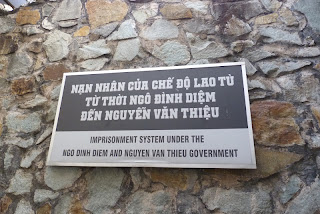 NẠN NHÂN CỦA CHẾ ĐỘ LAO TÙ
TỪ THỜI NGÔ ĐÌNH DIỆM
ĐẾN NGUYỄN VĂN THIỆU
IMPRISONMENT SYSTEM UNDER THE
NGO DINH DIEM AND NGUYEN VAN THIEU GOVERNMENT